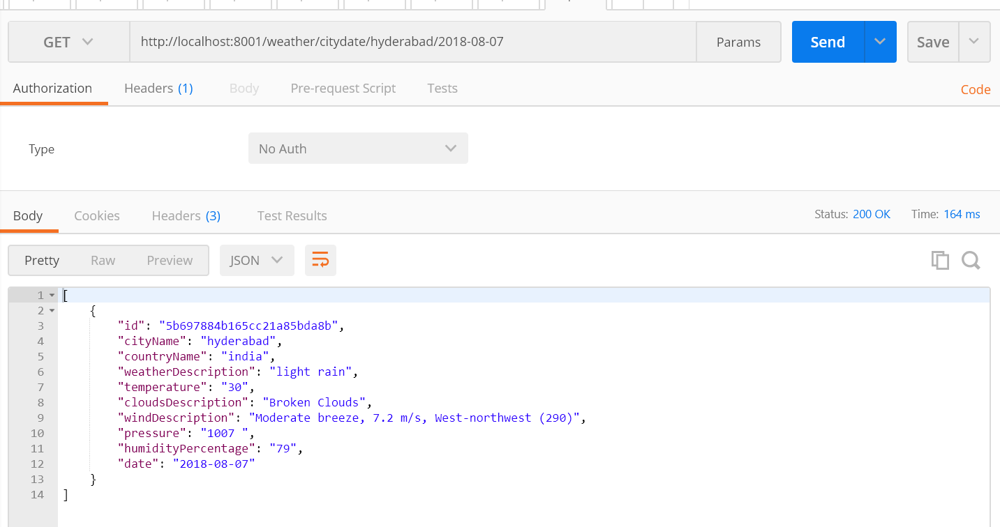 GET http://localhost:8001/weather/citydate/hyderabad/2018-08-07 Params Send Save
Authorization Headers (1) Body Pre-request Script Tests Code
Type No Auth
Body Cookies Headers (3) Test Results Status: 200 OK Time: 164 ms
Pretty Raw Preview JSON
1 [
2 {
3 "id": "5b697884b165cc21a85bda8b",
4 "cityName": "hyderabad",
5 "countryName": "india",
6 "weatherDescription": "light rain",
7 "temperature": "30",
8 "cloudsDescription": "Broken Clouds",
9 "windDescription": "Moderate breeze, 7.2 m/s, West-northwest (290)",
10 "pressure": "1007 ",
11 "humidityPercentage": "79",
12 "date": "2018-08-07"
13 }
14 ]